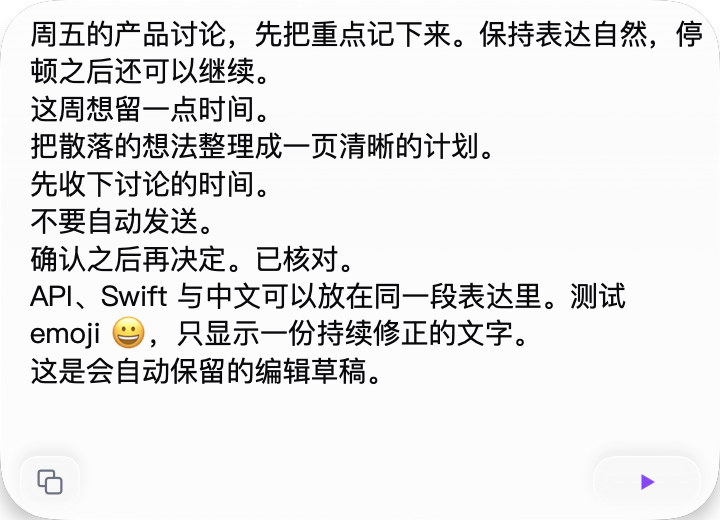 周五的产品讨论，先把重点记下来。保持表达自然，停
顿之后还可以继续。
这周想留一点时间。
把散落的想法整理成一页清晰的计划。
先收下讨论的时间。
不要自动发送。
确认之后再决定。已核对。
API、Swift 与中文可以放在同一段表达里。测试
emoji 😀，只显示一份持续修正的文字。
这是会自动保留的编辑草稿。